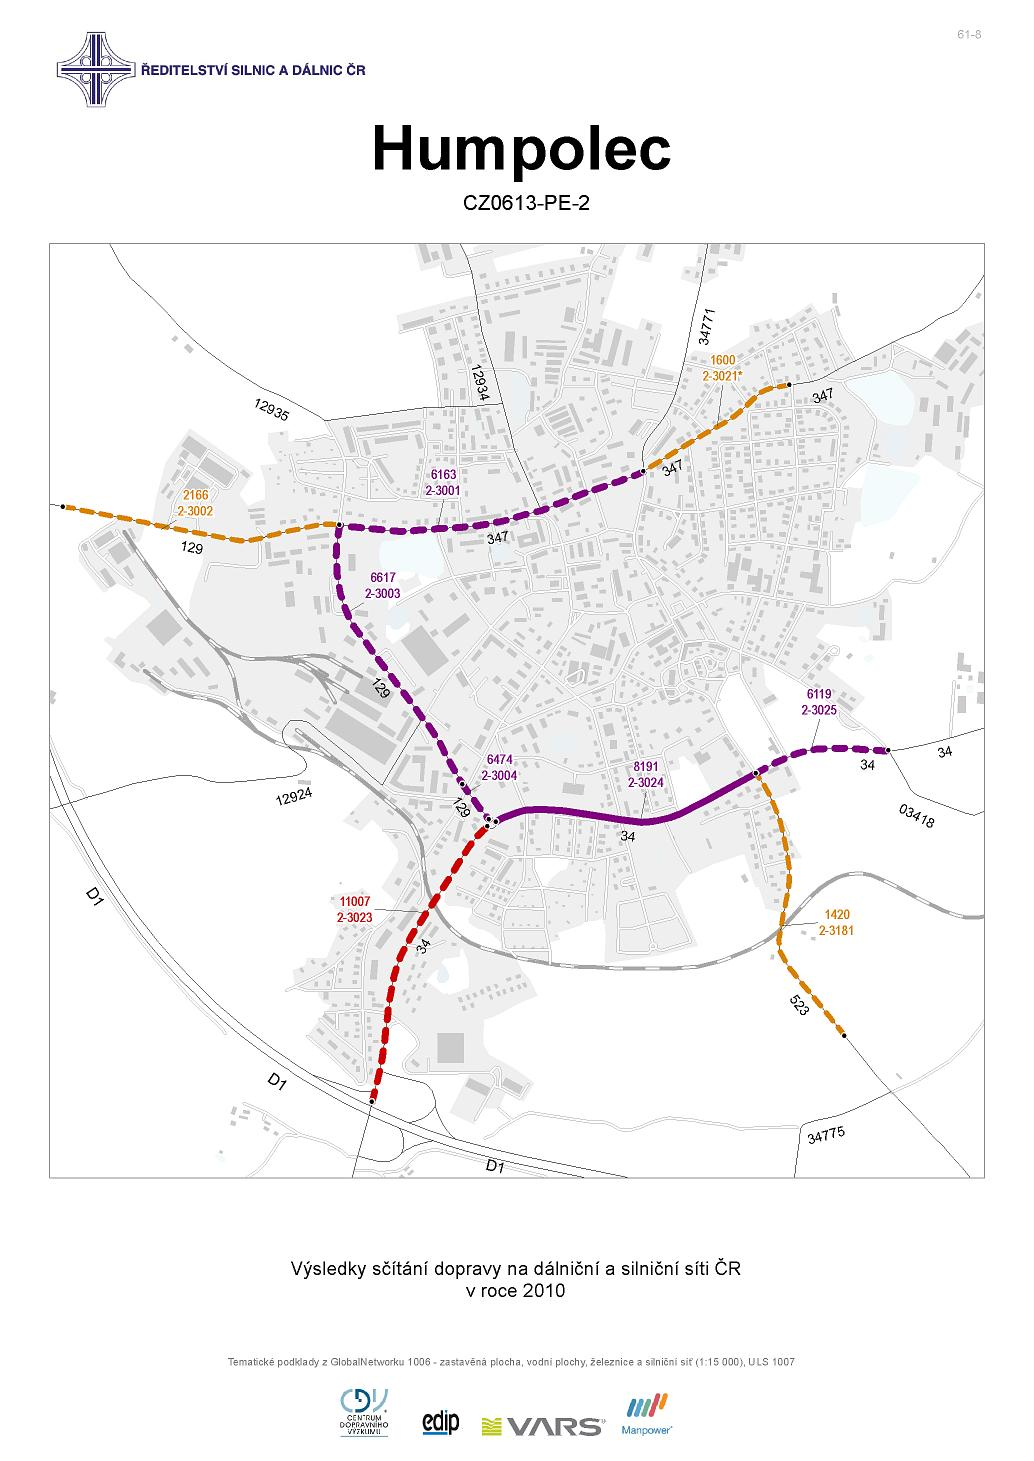 61-8
ŘEDITELSTVÍ SILNIC A DÁLNIC ČR
Humpolec
CZ0613-PE-2
34771
1600
2-3021*
12934
347
12935
347
6163
2-3001
2166
2-3002
347
129
6617
2-3003
129
6119
2-3025
34
34
6474
2-3004
8191
2-3024
12924
129
03418
34
D1
11007
2-3023
1420
2-3181
34
523
D1
34775
D1
Výsledky sčítání dopravy na dálniční a silniční síti ČR
v roce 2010
Tematické podklady z GlobalNetworku 1006 - zastavěná plocha, vodní plochy, železnice a silniční síť (1:15 000), ULS 1007
CDV
CENTRUM
DOPRAVNÍHO
VÝZKUMU
edip
VARS
Manpower